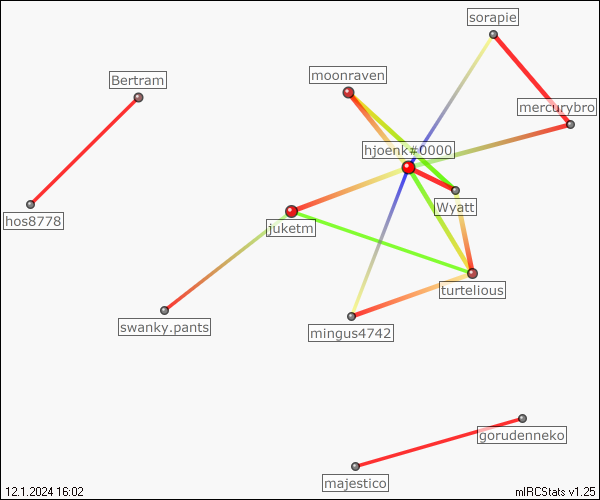 sorapie
Bertram
moonraven
mercurybro
hjoenk#0000
Wyatt
hos8778
juketm
turtelious
swanky.pants
mingus4742
gorudenneko
majestico
12.1.2024 16:02
mIRCStats v1.25